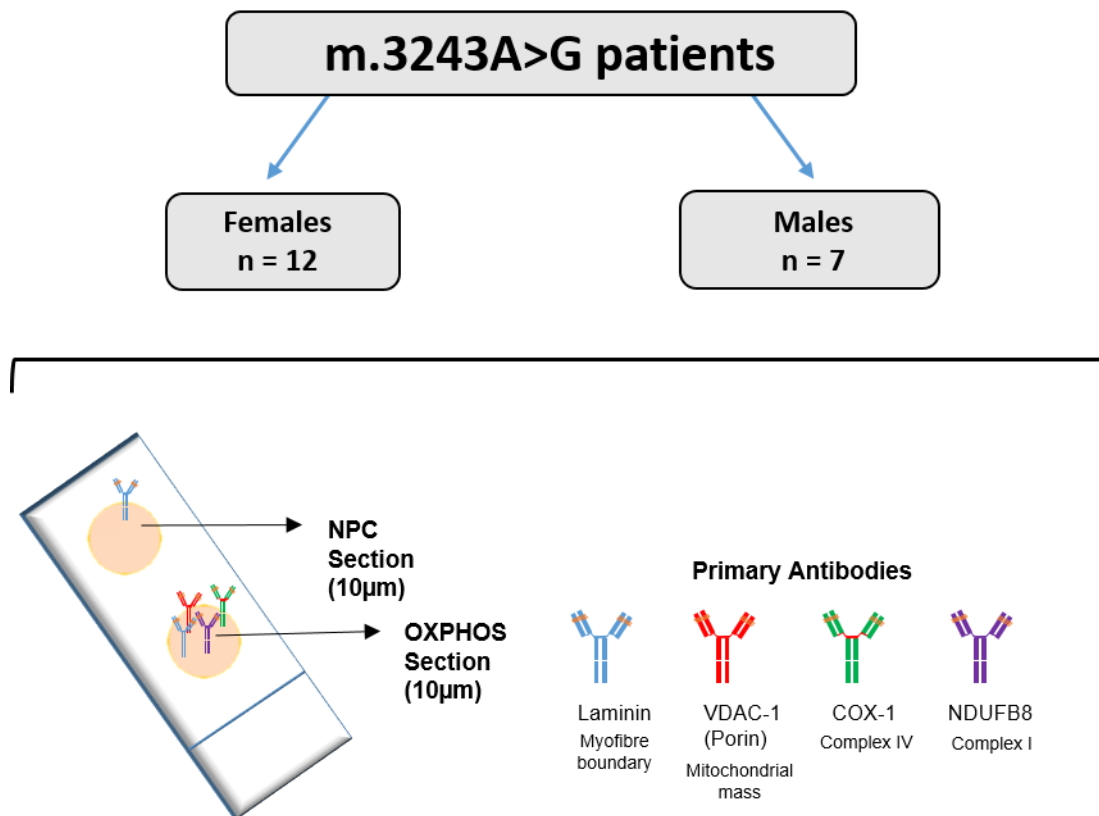 m.3243A>G patients
Females
n = 12
Males
n = 7
NPC
Section
(10µm)
OXPHOS
Section
(10µm)
Primary Antibodies
Laminin
Myofibre
boundary
VDAC-1
(Porin)
Mitochondrial
mass
COX-1
Complex IV
NDUFB8
Complex I